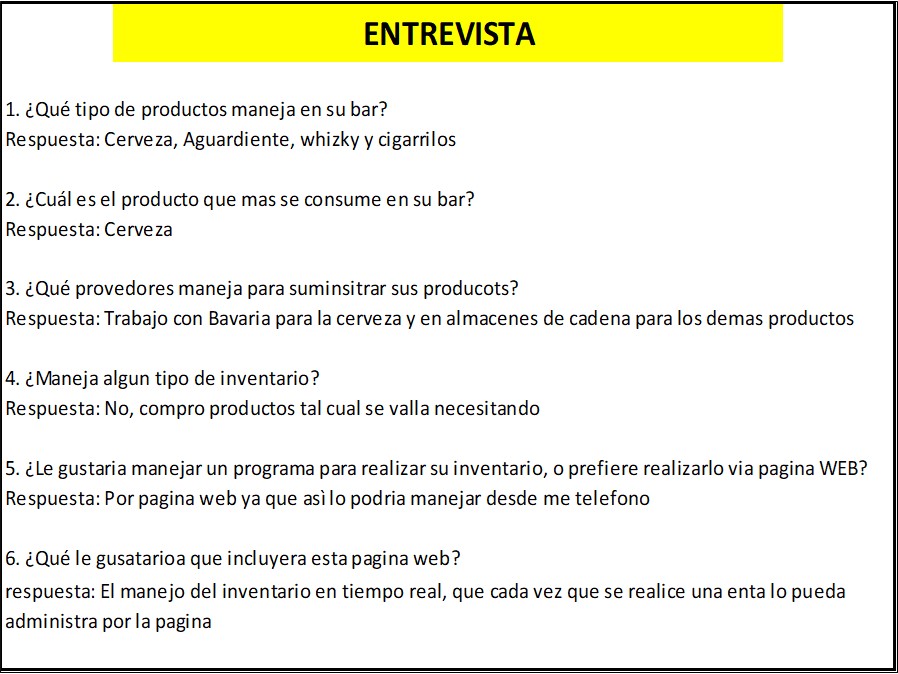 ENTREVISTA
1. ¿Qué tipo de productos maneja en su bar?
Respuesta: Cerveza, Aguardiente, whizky y cigarrilos
2. ¿Cuál es el producto que mas se consume en su bar?
Respuesta: Cerveza
3. ¿Qué provedores maneja para suminsitrar sus producots?
Respuesta: Trabajo con Bavaria para la cerveza y en almacenes de cadena para los demas productos
4. ¿Maneja algun tipo de inventario?
Respuesta: No, compro productos tal cual se valla necesitando
5. ¿Le gustaria manejar un programa para realizar su inventario, o prefiere realizarlo via pagina WEB?
Respuesta: Por pagina web ya que asì lo podria manejar desde me telefono
6. ¿Qué le gusatarioa que incluyera esta pagina web?
respuesta: El manejo del inventario en tiempo real, que cada vez que se realice una enta lo pueda
administra por la pagina